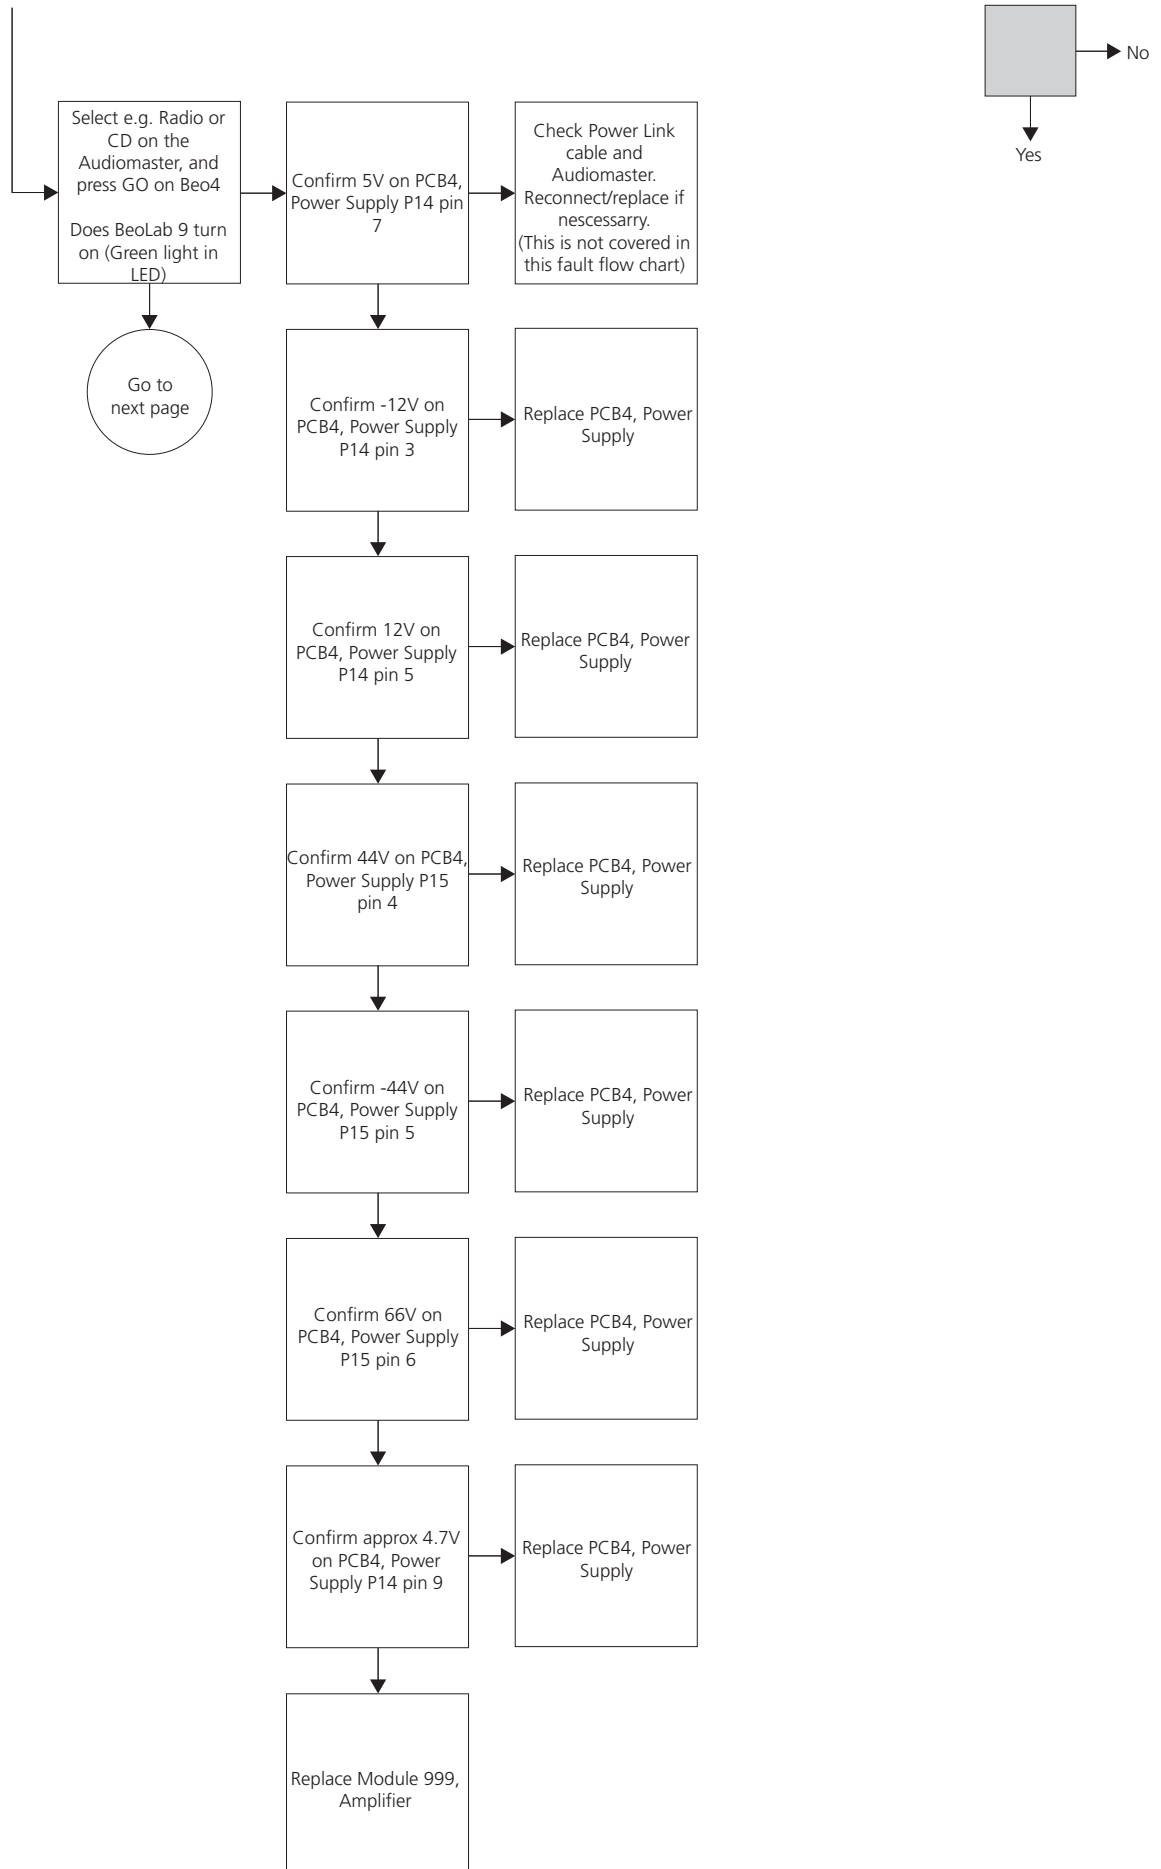 No
Yes
Select e.g. Radio or
CD on the
Audiomaster, and
press GO on Beo4
Does BeoLab 9 turn
on (Green light in
LED)
Confirm 5V on PCB4,
Power Supply P14 pin
7
Check Power Link
cable and
Audiomaster.
Reconnect/replace if
nescessarry.
(This is not covered in
this fault flow chart)
Go to
next page
Confirm -12V on
PCB4, Power Supply
P14 pin 3
Replace PCB4, Power
Supply
Confirm 12V on
PCB4, Power Supply
P14 pin 5
Replace PCB4, Power
Supply
Confirm 44V on PCB4,
Power Supply P15
pin 4
Replace PCB4, Power
Supply
Confirm -44V on
PCB4, Power Supply
P15 pin 5
Replace PCB4, Power
Supply
Confirm 66V on
PCB4, Power Supply
P15 pin 6
Replace PCB4, Power
Supply
Confirm approx 4.7V
on PCB4, Power
Supply P14 pin 9
Replace PCB4, Power
Supply
Replace Module 999,
Amplifier